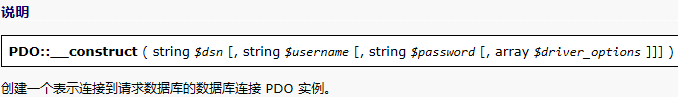 说明
PDO::__construct ( string $dsn [, string $username [, string $password [, array $driver_options ]]] )
创建一个表示连接到请求数据库的数据库连接 PDO 实例。